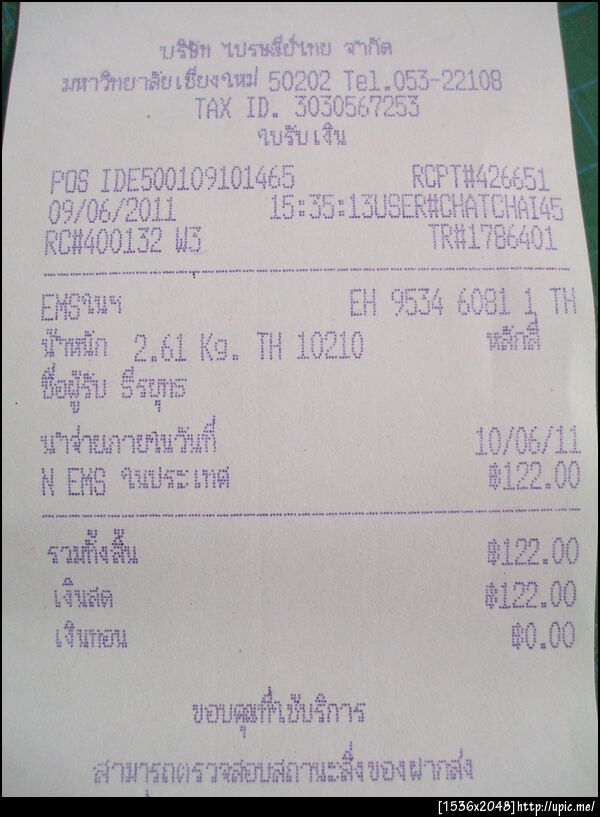 บริษัท ไปรษณีย์ไทย จำกัด
มหาวิทยาลัยเชียงใหม่ 50202 Tel.053-22108
TAX ID. 3030567253
ใบรับเงิน
POS IDE500109101465 RCPT#426651
09/06/2011 15:35:13USER#CHATCHAI45
RC#400132 W3 TR#1786401
EMSในฯ EH 9534 6081 1 TH
น้ำหนัก 2.61 Kg. TH 10210 หลักสี่
ชื่อผู้รับ ธีรยุทธ
นำจ่ายภายในวันที่ 10/06/11
N EMS ในประเทศ ฿122.00
รวมทั้งสิ้น ฿122.00
เงินสด ฿122.00
เงินทอน ฿0.00
ขอบคุณที่ใช้บริการ
สามารถตรวจสอบสถานะสิ่งของฝากส่ง
[1536x2048]http://upic.me/